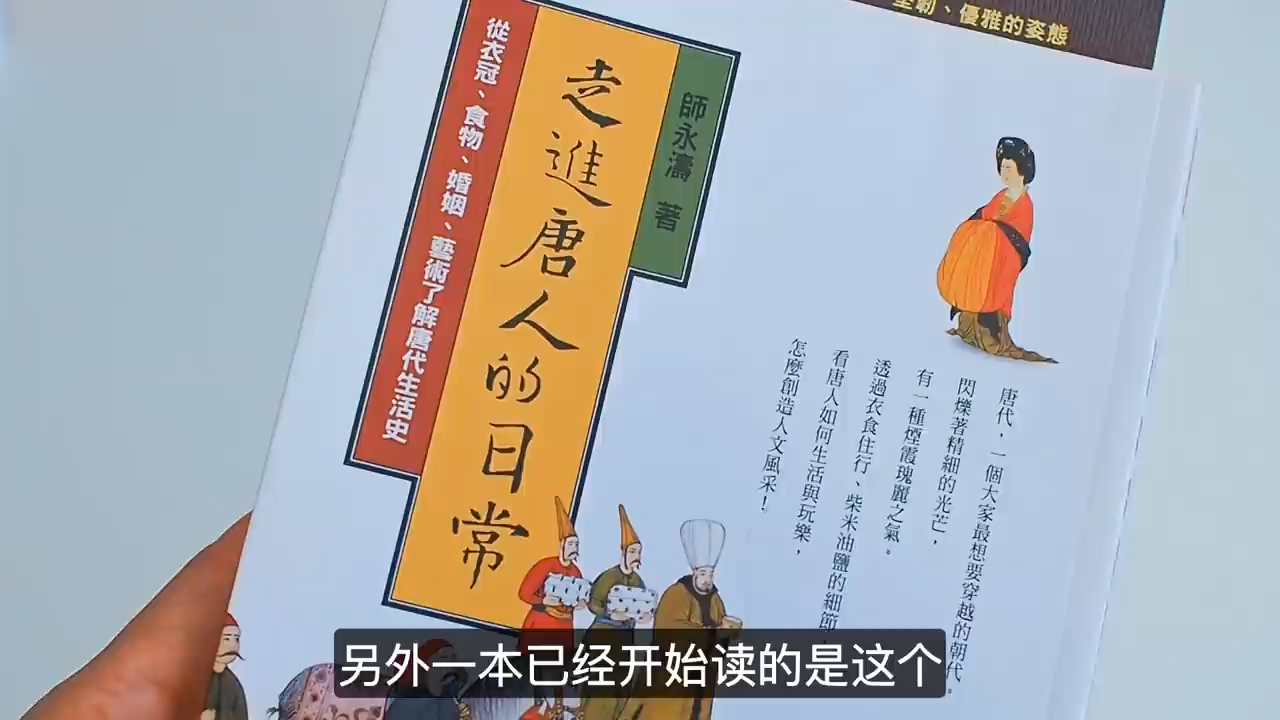 堅韌、優雅的姿態
師永濤 著
走進唐人的日常
從衣冠、食物、婚姻、藝術了解唐代生活史
唐代，一個大家最想要穿越的朝代。
閃爍著精細的光芒，
有一種煙霞瑰麗之氣。
透過衣食住行、柴米油鹽的細節，
看唐人如何生活與玩樂，
怎麼創造人文風采！
另外一本已经开始读的是这个